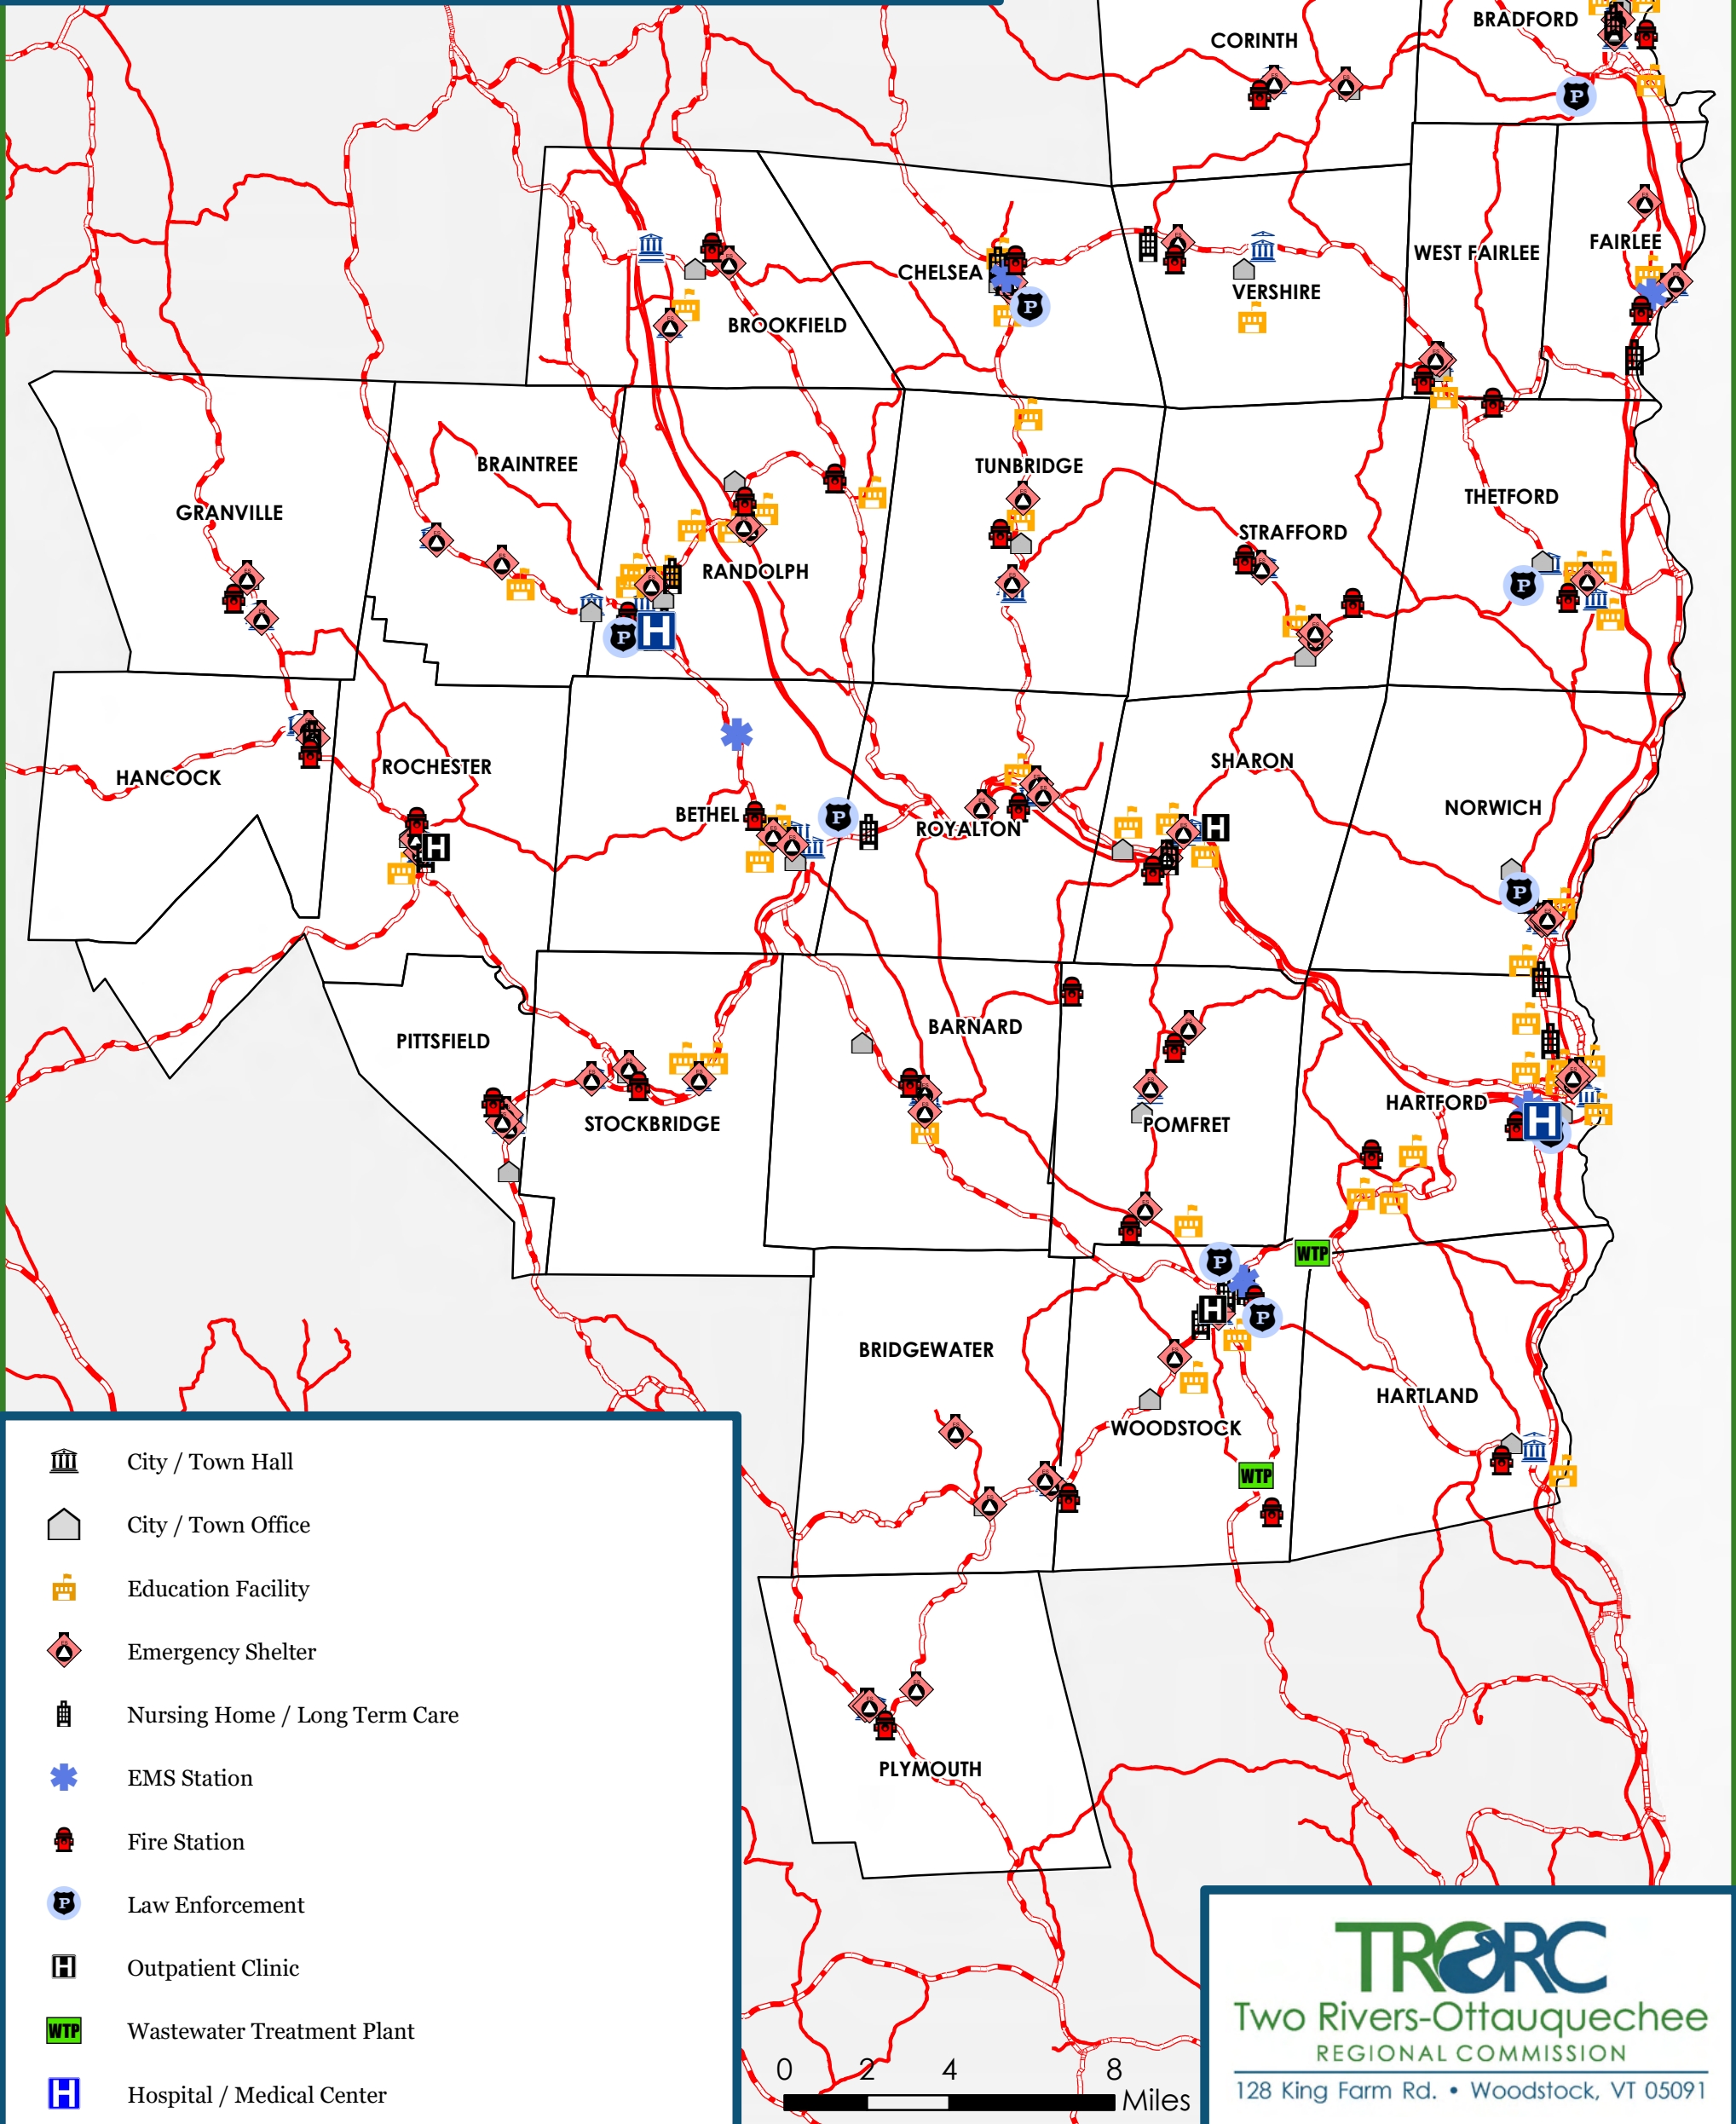 BRADFORD
CORINTH
WEST FAIRLEE
FAIRLEE
CHELSEA
VERSHIRE
BROOKFIELD
BRAINTREE
TUNBRIDGE
GRANVILLE
THETFORD
STRAFFORD
RANDOLPH
SHARON
ROCHESTER
HANCOCK
NORWICH
BETHEL
ROYALTON
BARNARD
PITTSFIELD
HARTFORD
STOCKBRIDGE
POMFRET
WTP
BRIDGEWATER
HARTLAND
WOODSTOCK
WTP
PLYMOUTH
City / Town Hall
City / Town Office
Education Facility
Emergency Shelter
Nursing Home / Long Term Care
EMS Station
Fire Station
P Law Enforcement
H Outpatient Clinic
WTP Wastewater Treatment Plant
H Hospital / Medical Center
0 2 4 8
Miles
TRORC
Two Rivers-Ottauquechee
REGIONAL COMMISSION
128 King Farm Rd. • Woodstock, VT 05091